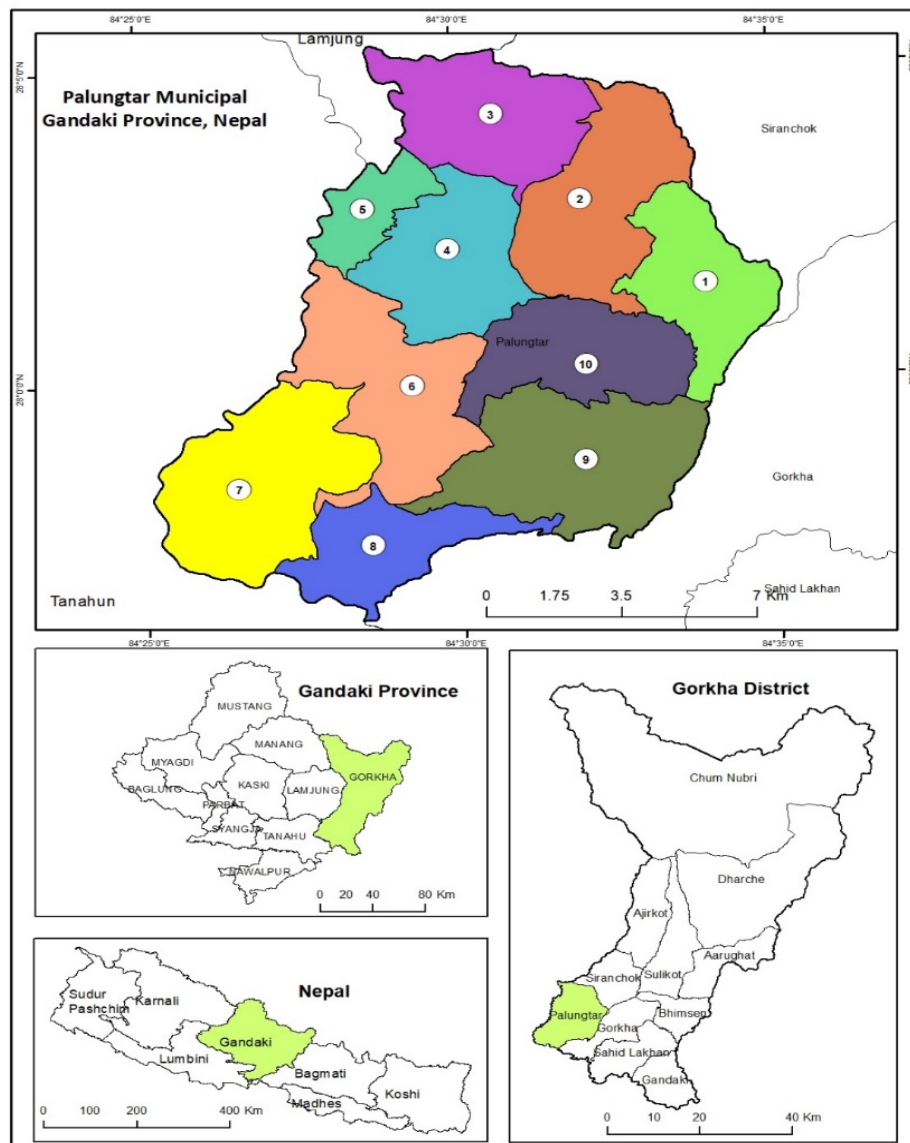 84°25'0"E 84°30'0"E 84°35'0"E
Lamjung
28°5'0"N
Palungtar Municipal
Gandaki Province, Nepal
3
Siranchok
2
5
4
1
Palungtar
10
28°0'0"N
6
9
Gorkha
7
8
Sahid Lakhan
Tanahun
0 1.75 3.5 7 Km
84°25'0"E 84°30'0"E 84°35'0"E
Gandaki Province
MUSTANG
MANANG
MYAGDI
GORKHA
KASKI
BAGLUNG
LAMJUNG
PARBAT
SYANGJA
TANAHU
NAWALPUR
0 20 40 80 Km
Nepal
Sudur
Pashchim
Karnali
Gandaki
Lumbini
Bagmati
Koshi
Madhes
0 100 200 400 Km
Gorkha District
Chum Nubri
Dharche
Ajirkot
Aarughat
Siranchok
Sulikot
Palungtar
Bhimsen
Gorkha
Sahid Lakhan
Gandaki
0 10 20 40 Km